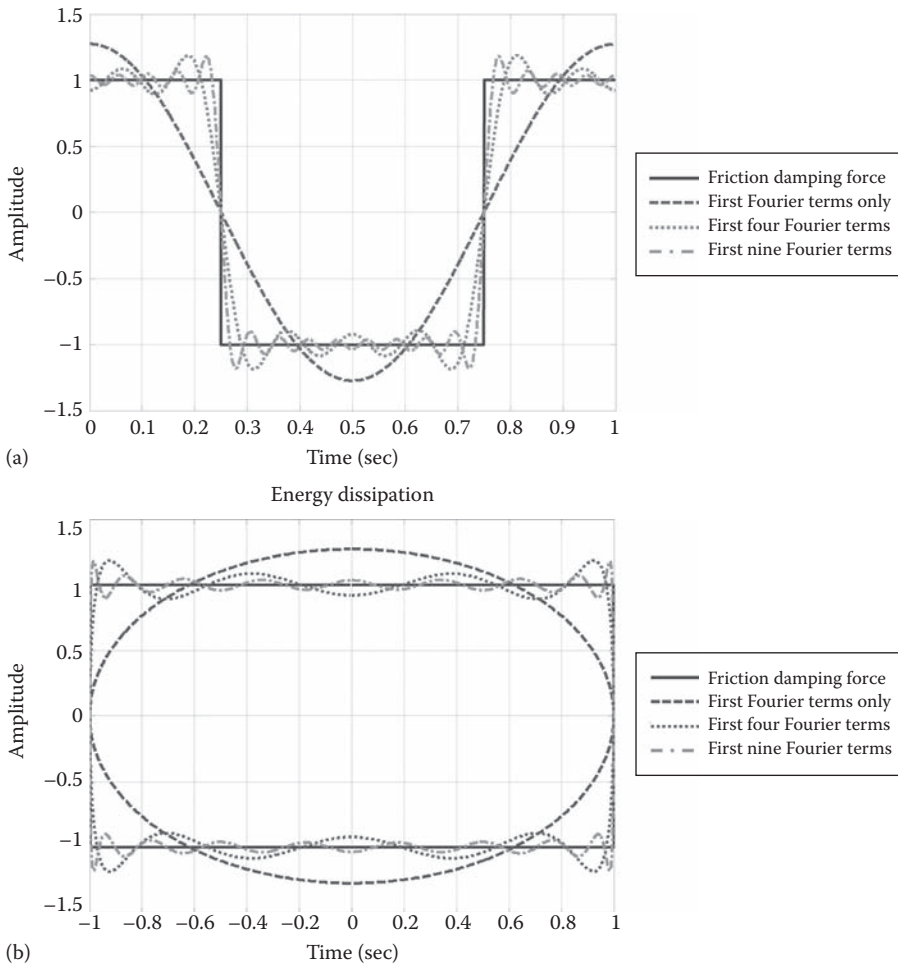 1.5
1
0.5
0
−0.5
−1
−1.5
Amplitude
0 0.1 0.2 0.3 0.4 0.5 0.6 0.7 0.8 0.9 1
Time (sec)
(a)
Friction damping force
First Fourier terms only
First four Fourier terms
First nine Fourier terms
Energy dissipation
1.5
1
0.5
0
−0.5
−1
−1.5
Amplitude
−1 −0.8 −0.6 −0.4 −0.2 0 0.2 0.4 0.6 0.8 1
Time (sec)
(b)
Friction damping force
First Fourier terms only
First four Fourier terms
First nine Fourier terms